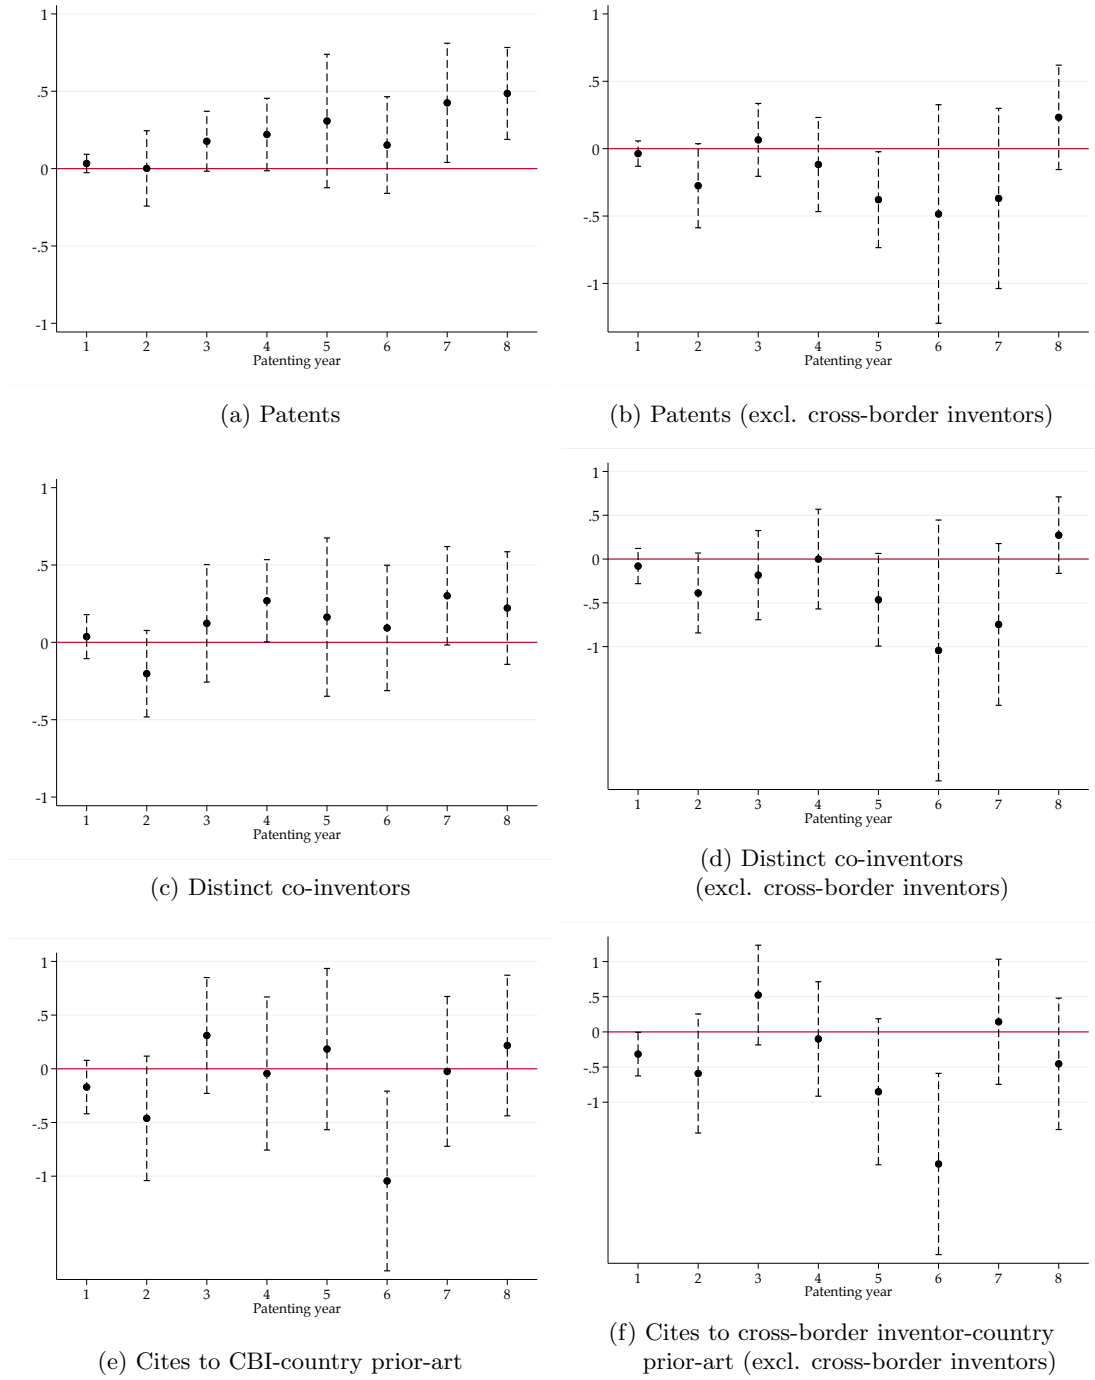 1
.5
0
-.5
-1
1 2 3 4 5 6 7 8
Patenting year
(a) Patents
1
.5
0
-.5
-1
1 2 3 4 5 6 7 8
Patenting year
(b) Patents (excl. cross-border inventors)
1
.5
0
-.5
-1
1 2 3 4 5 6 7 8
Patenting year
(c) Distinct co-inventors
1
.5
0
-.5
-1
1 2 3 4 5 6 7 8
Patenting year
(d) Distinct co-inventors
(excl. cross-border inventors)
1
.5
0
-.5
-1
1 2 3 4 5 6 7 8
Patenting year
(e) Cites to CBI-country prior-art
1
.5
0
-.5
-1
1 2 3 4 5 6 7 8
Patenting year
(f) Cites to cross-border inventor-country
prior-art (excl. cross-border inventors)